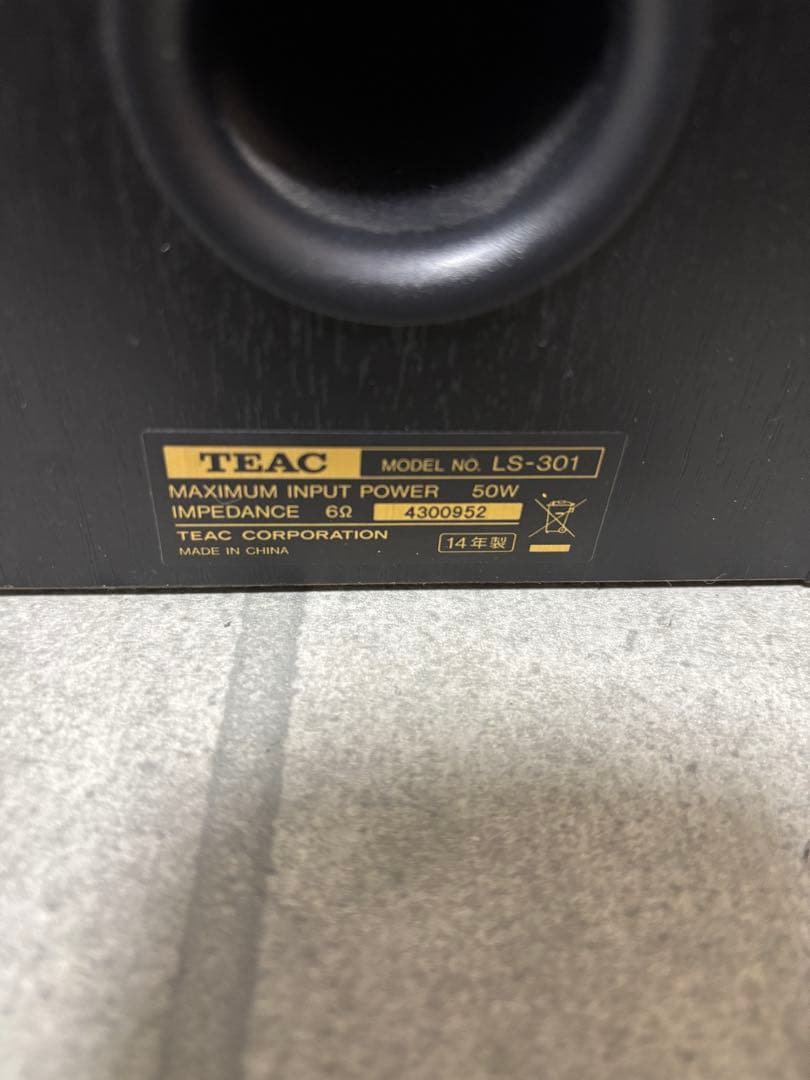 TEAC MODEL NO. LS-301
MAXIMUM INPUT POWER 50W
IMPEDANCE 6Ω 4300952
TEAC CORPORATION
MADE IN CHINA 14年製